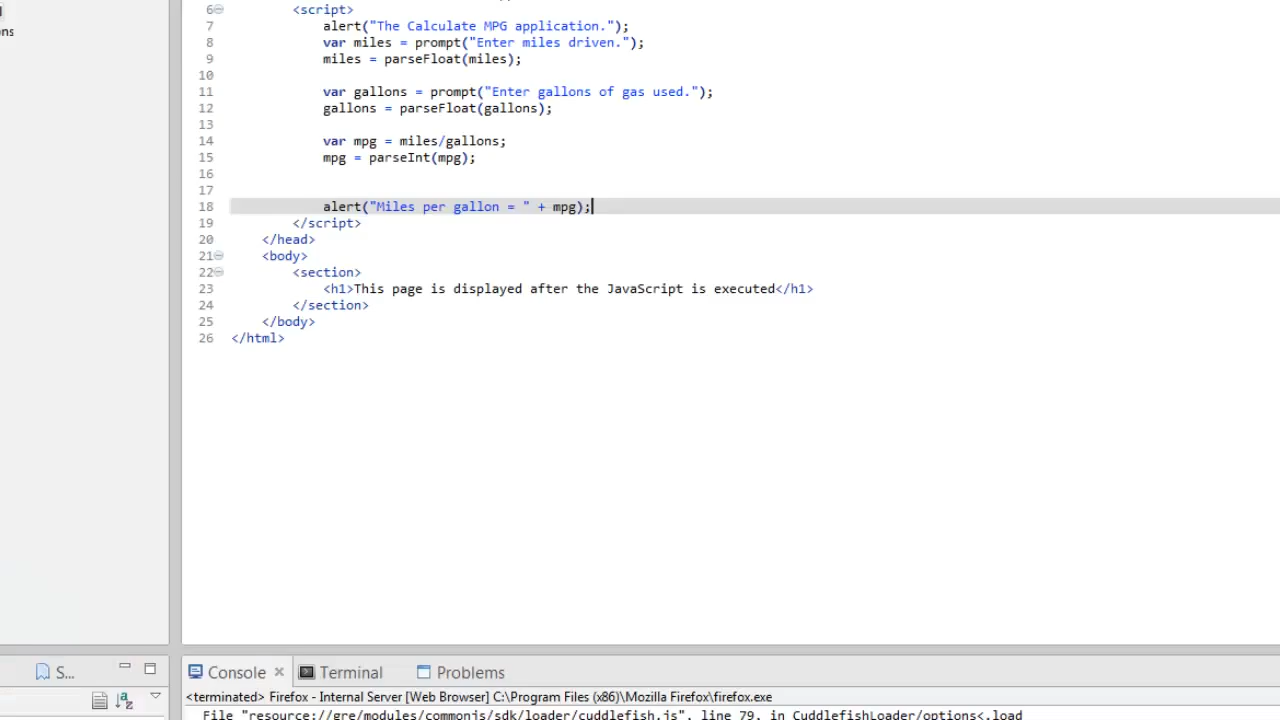 6 <script>
7 alert("The Calculate MPG application.");
ons
8 var miles = prompt("Enter miles driven.");
9 miles = parseFloat(miles);
10
11 var gallons = prompt("Enter gallons of gas used.");
12 gallons = parseFloat(gallons);
13
14 var mpg = miles/gallons;
15 mpg = parseInt(mpg);
16
17
18 alert("Miles per gallon = " + mpg);
19 </script>
20 </head>
21 <body>
22 <section>
23 <h1>This page is displayed after the JavaScript is executed</h1>
24 </section>
25 </body>
26 </html>
S... Console Terminal Problems
<terminated> Firefox - Internal Server [Web Browser] C:\Program Files (x86)\Mozilla Firefox\firefox.exe
File "resource://gre/modules/commonjs/sdk/loader/cuddlefish.js", line 79, in CuddlefishLoader/options<.load